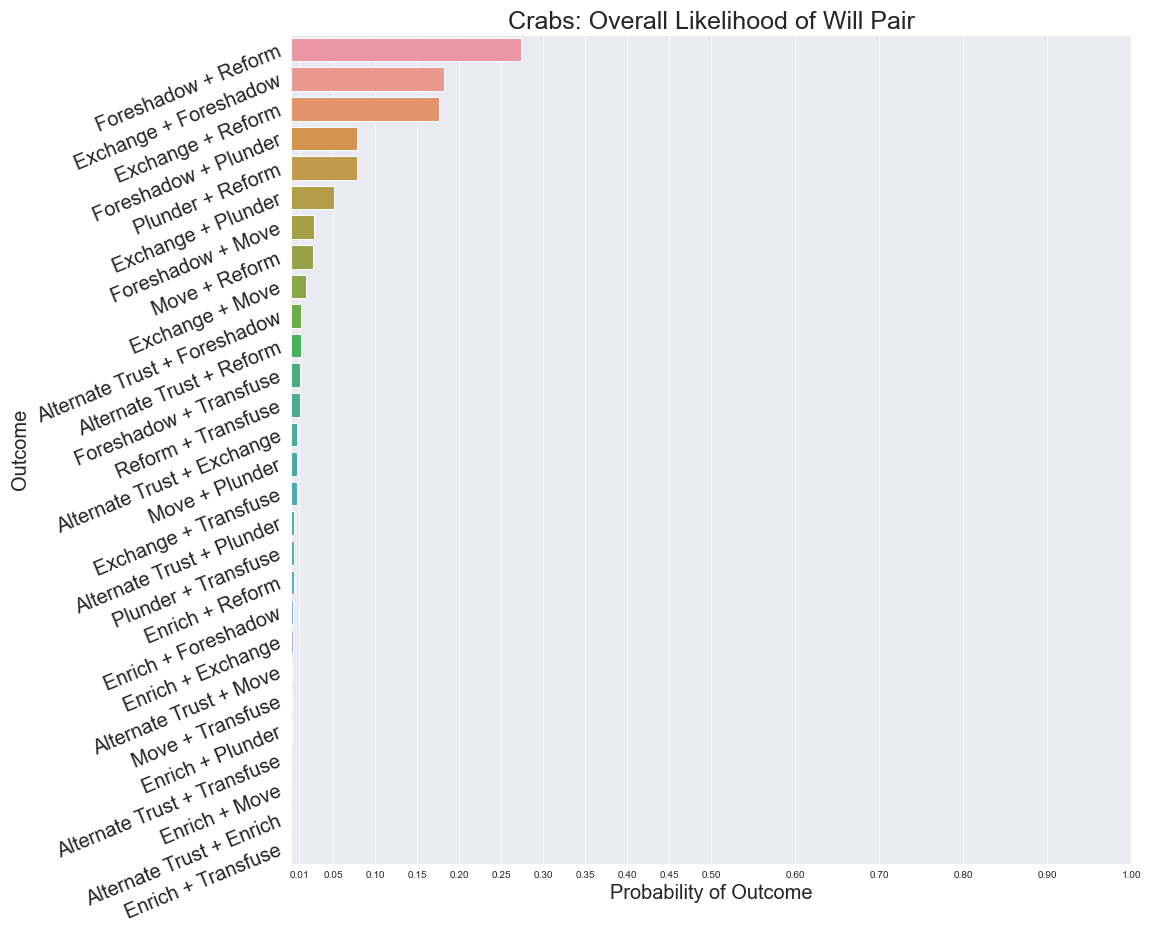 Crabs: Overall Likelihood of Will Pair
Foreshadow + Reform
Exchange + Foreshadow
Exchange + Reform
Foreshadow + Plunder
Plunder + Reform
Exchange + Plunder
Foreshadow + Move
Move + Reform
Exchange + Move
Alternate Trust + Foreshadow
Alternate Trust + Reform
Foreshadow + Transfuse
Reform + Transfuse
Alternate Trust + Exchange
Move + Plunder
Exchange + Transfuse
Alternate Trust + Plunder
Plunder + Transfuse
Enrich + Reform
Enrich + Foreshadow
Enrich + Exchange
Alternate Trust + Move
Move + Transfuse
Enrich + Plunder
Alternate Trust + Transfuse
Enrich + Move
Alternate Trust + Enrich
Enrich + Transfuse
Outcome
0.01 0.05 0.10 0.15 0.20 0.25 0.30 0.35 0.40 0.45 0.50 0.60 0.70 0.80 0.90 1.00
Probability of Outcome